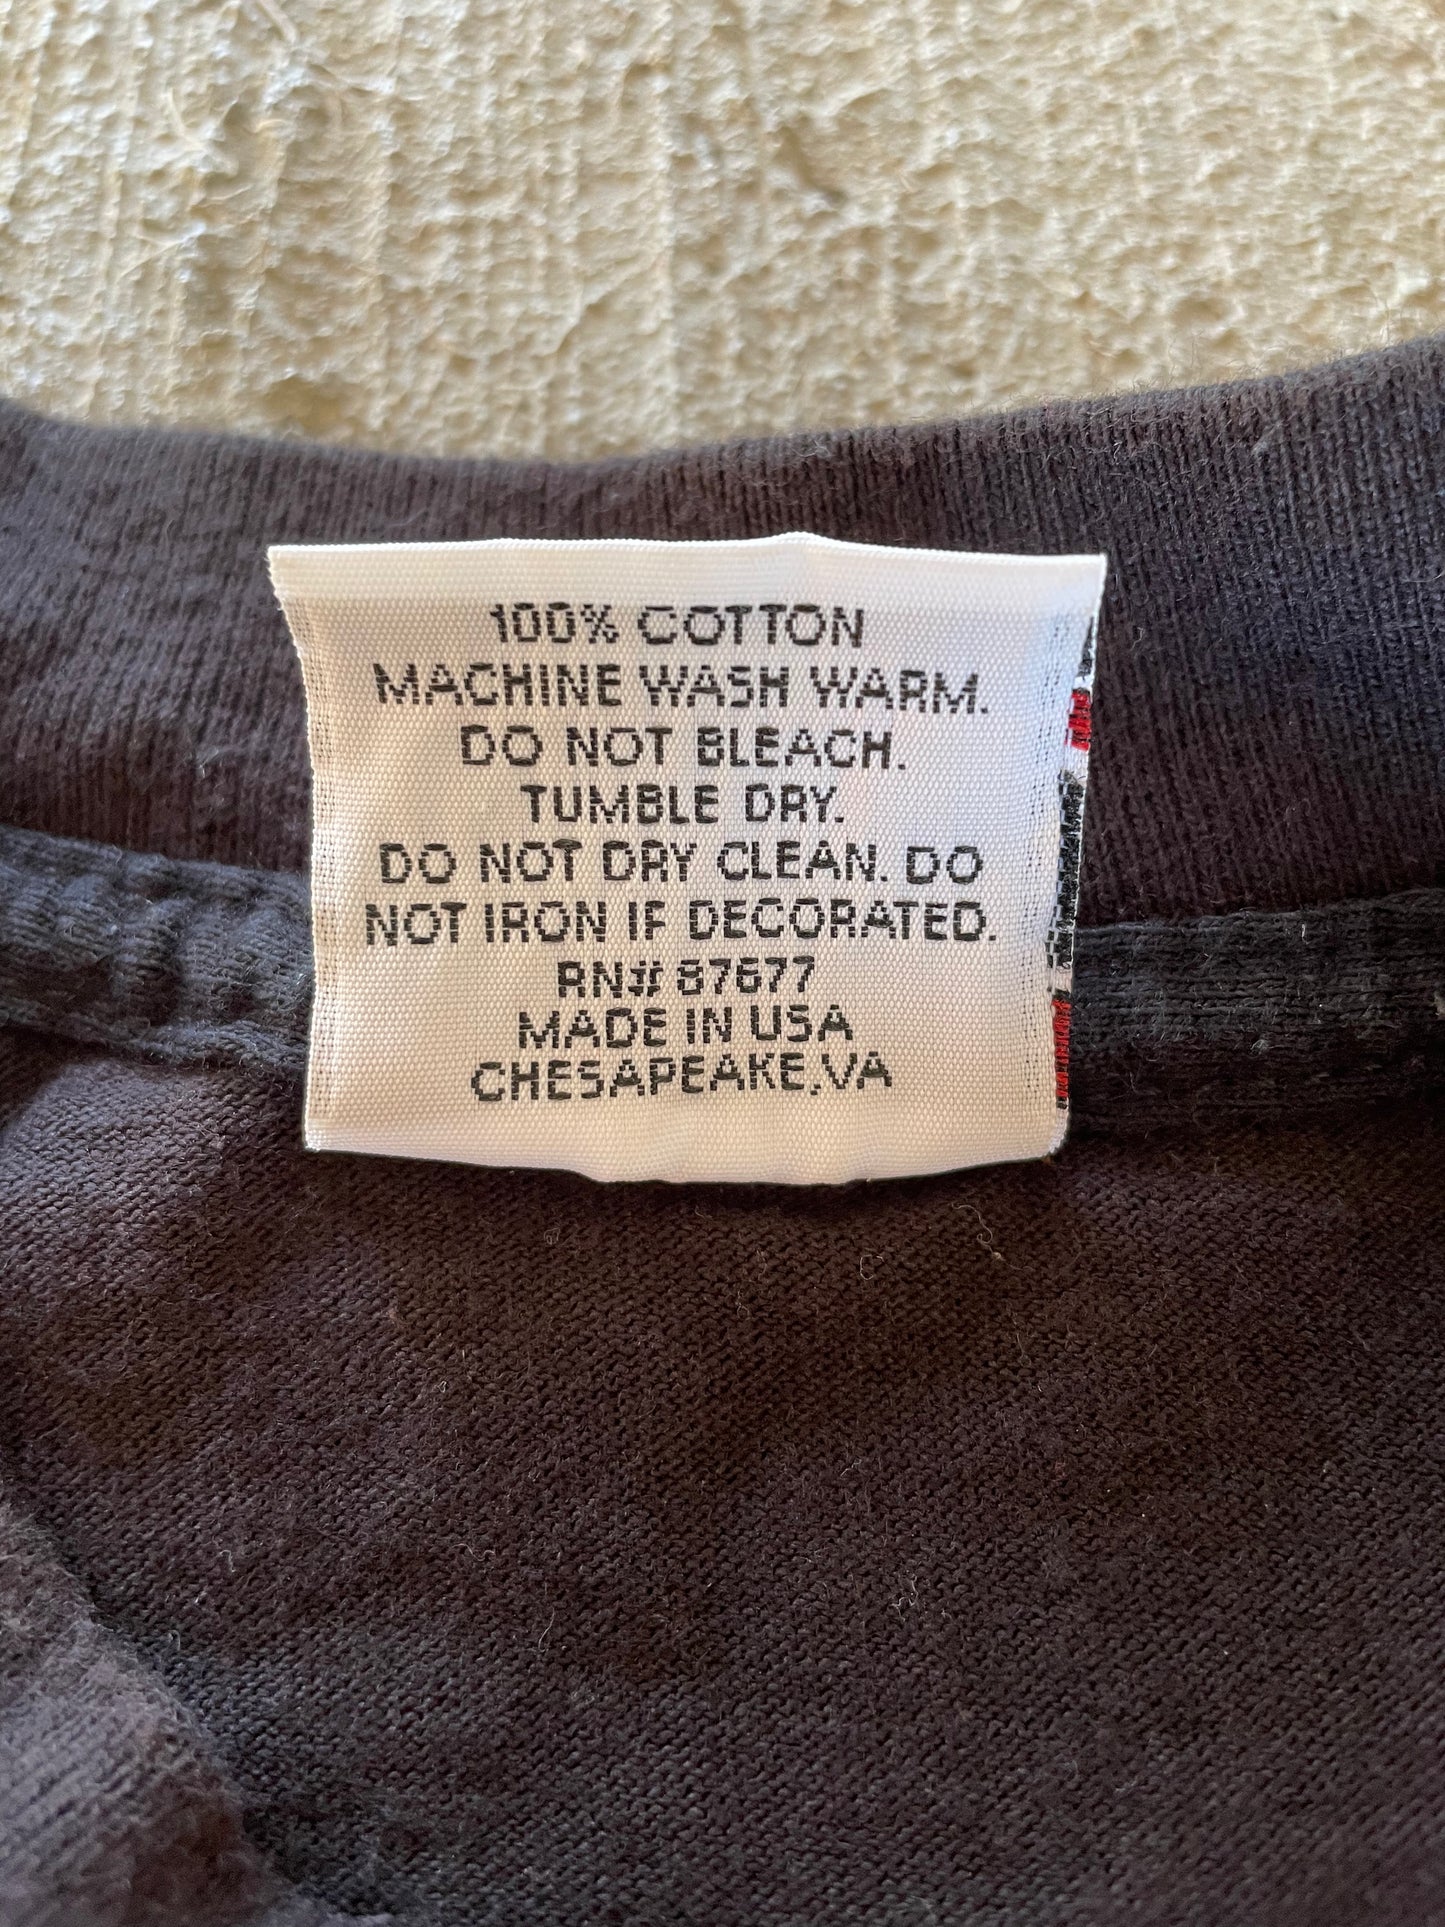 100% COTTON
MACHINE WASH WARM.
DO NOT BLEACH.
TUMBLE DRY.
DO NOT DRY CLEAN. DO
NOT IRON IF DECORATED.
RN# 87677
MADE IN USA
CHESAPEAKE,VA